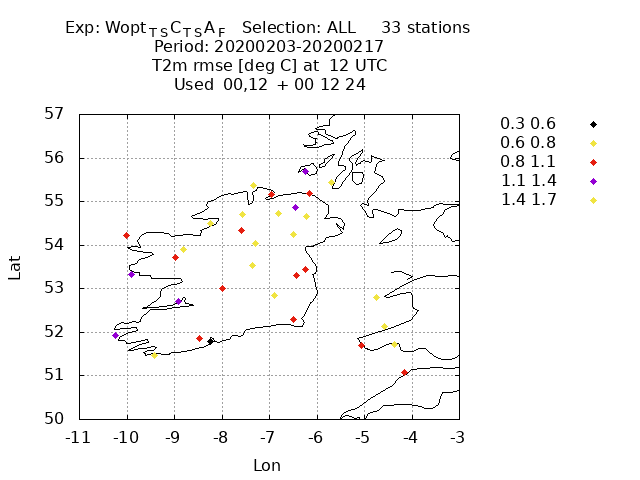 Exp: Wopt_TS C_TS A_F   Selection: ALL   33 stations
Period: 20200203-20200217
T2m rmse [deg C] at 12 UTC
Used 00,12 + 00 12 24
0.3 0.6
0.6 0.8
0.8 1.1
1.1 1.4
1.4 1.7
57
56
55
54
53
52
51
50
Lat
-11 -10 -9 -8 -7 -6 -5 -4 -3
Lon